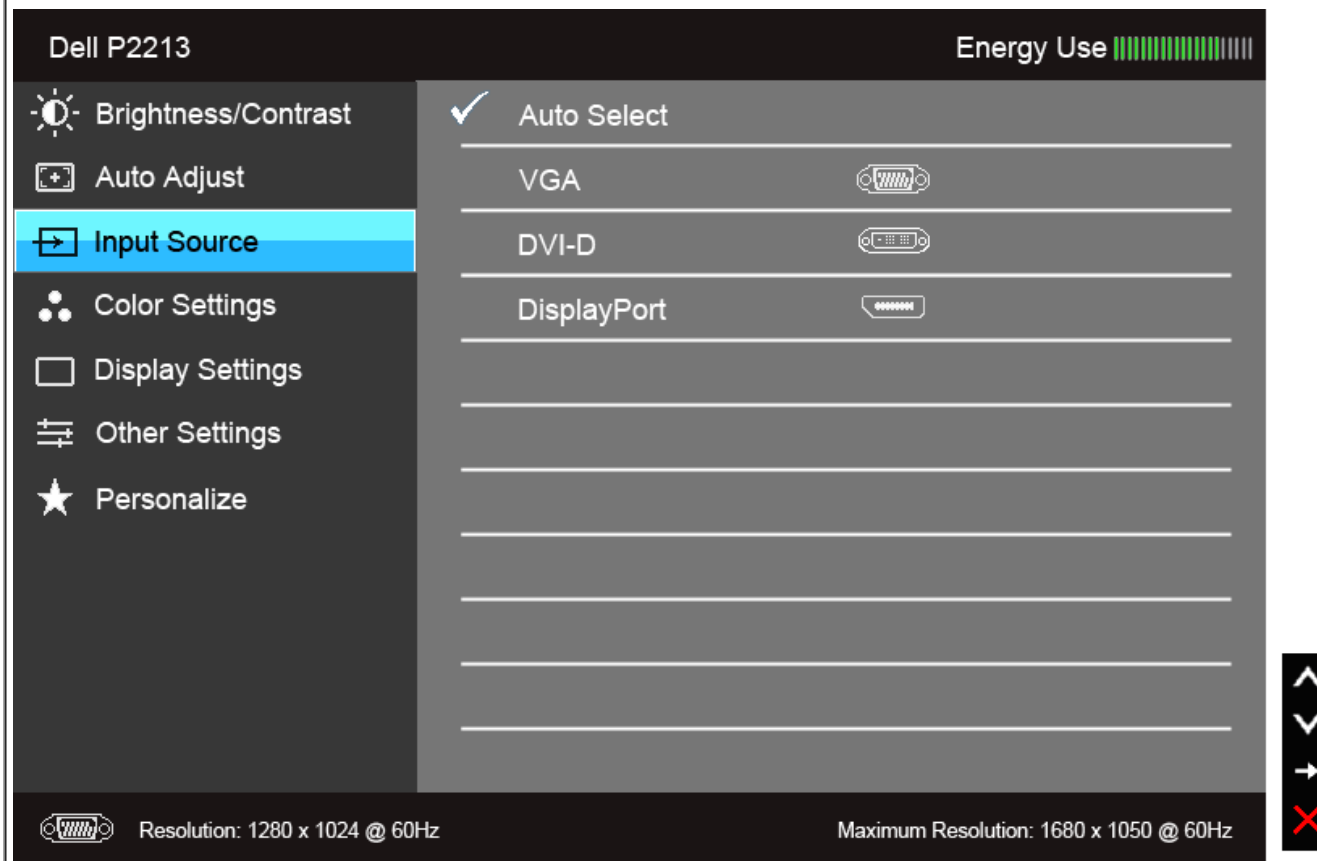 Dell P2213
Energy Use
Brightness/Contrast
Auto Adjust
Input Source
Color Settings
Display Settings
Other Settings
Personalize
Auto Select
VGA
DVI-D
DisplayPort
Resolution: 1280 x 1024 @ 60Hz
Maximum Resolution: 1680 x 1050 @ 60Hz